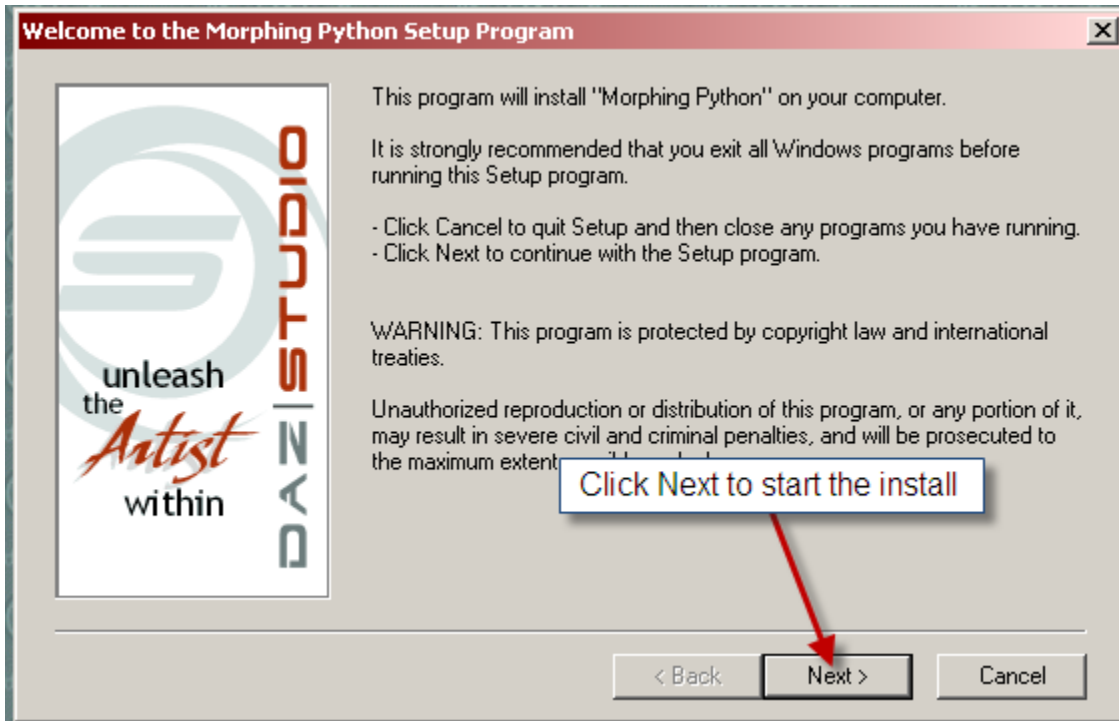 Welcome to the Morphing Python Setup Program
This program will install "Morphing Python" on your computer.
It is strongly recommended that you exit all Windows programs before
running this Setup program.
- Click Cancel to quit Setup and then close any programs you have running.
- Click Next to continue with the Setup program.
WARNING: This program is protected by copyright law and international
treaties.
Unauthorized reproduction or distribution of this program, or any portion of it,
may result in severe civil and criminal penalties, and will be prosecuted to
the maximum extent
Click Next to start the install
unleash
the
Artist
within
DAZ|STUDIO
< Back
Next >
Cancel